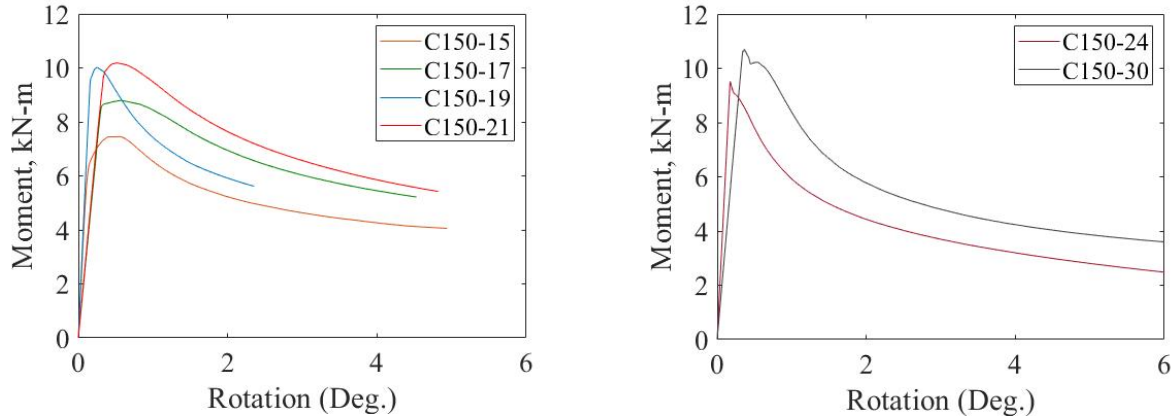 12
10
8
6
4
2
0
Moment, kN-m
C150-15
C150-17
C150-19
C150-21
0 2 4 6
Rotation (Deg.)
12
10
8
6
4
2
0
Moment, kN-m
C150-24
C150-30
0 2 4 6
Rotation (Deg.)